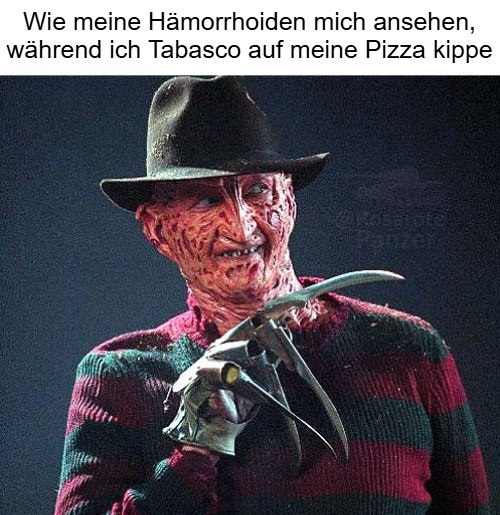 Wie meine Hämorrhoiden mich ansehen,
während ich Tabasco auf meine Pizza kippe